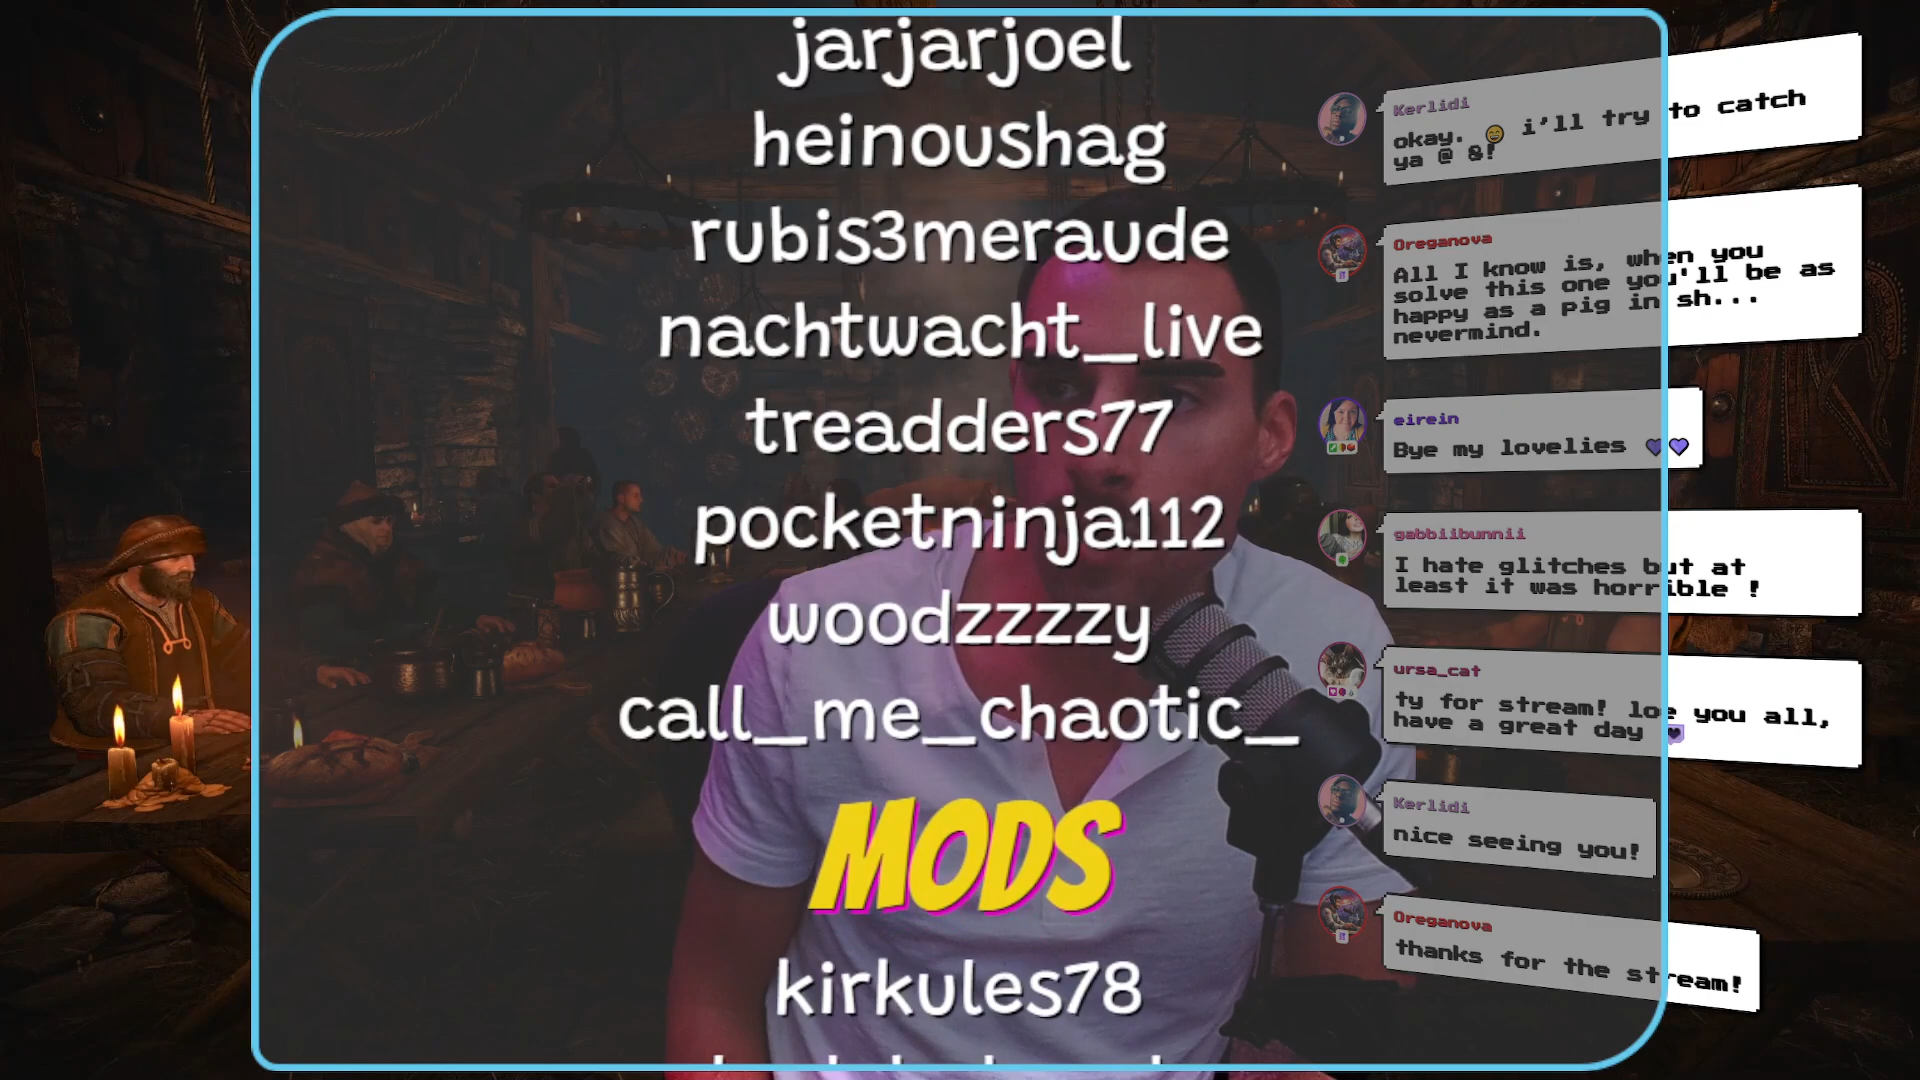 jarjarjoel
heinoushag
rubis3meraude
nachtwacht_live
treadders77
pocketninja112
woodzzzzy
call_me_chaotic_
MODS
kirkules78
Kerlidi
okay. 😅 i'll try to catch
ya @ &!
Oreganova
All I know is, when you
solve this one you'll be as
happy as a pig in sh...
nevermind.
eirein
Bye my lovelies 💜💜
gabbiibunnii
I hate glitches but at
least it was horrible !
ursa_cat
ty for stream! loe you all,
have a great day
Kerlidi
nice seeing you!
Oreganova
thanks for the stream!